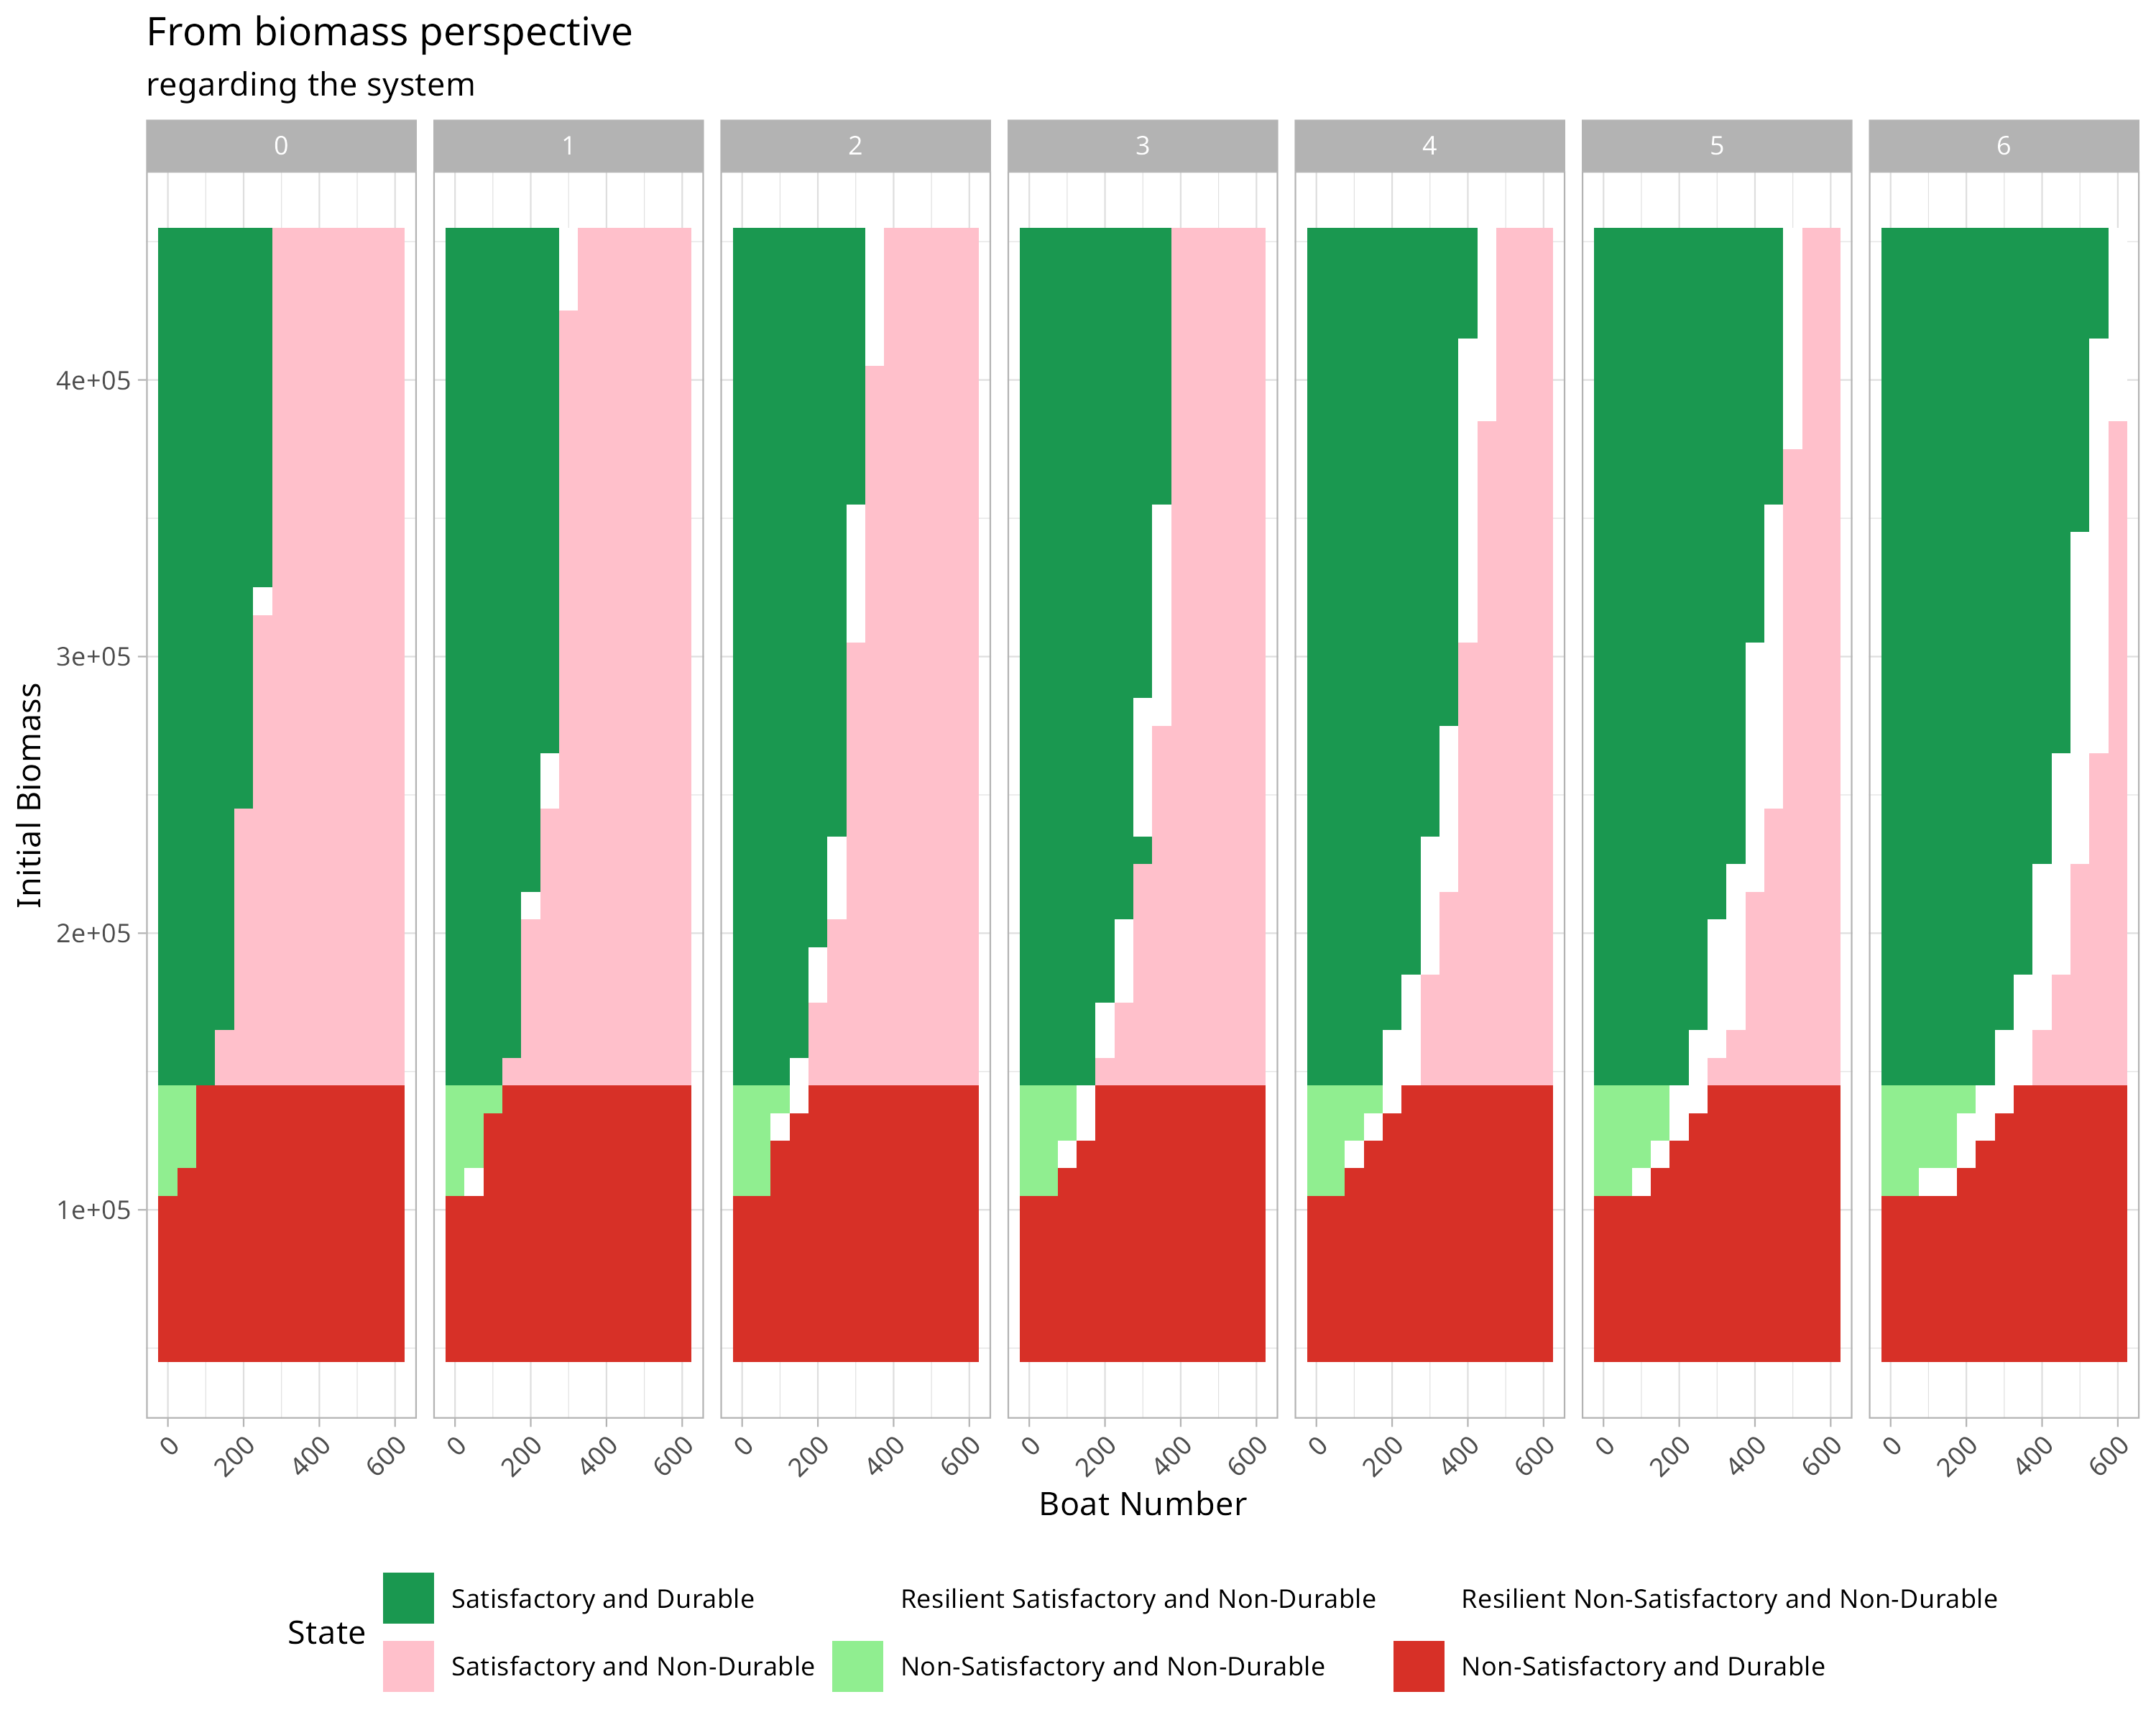 From biomass perspective
regarding the system
0 1 2 3 4 5 6
Initial Biomass
4e+05
3e+05
2e+05
1e+05
0 200 400 600 0 200 400 600 0 200 400 600 0 200 400 600 0 200 400 600 0 200 400 600 0 200 400 600
Boat Number
State
Satisfactory and Durable
Resilient Satisfactory and Non-Durable
Resilient Non-Satisfactory and Non-Durable
Satisfactory and Non-Durable
Non-Satisfactory and Non-Durable
Non-Satisfactory and Durable